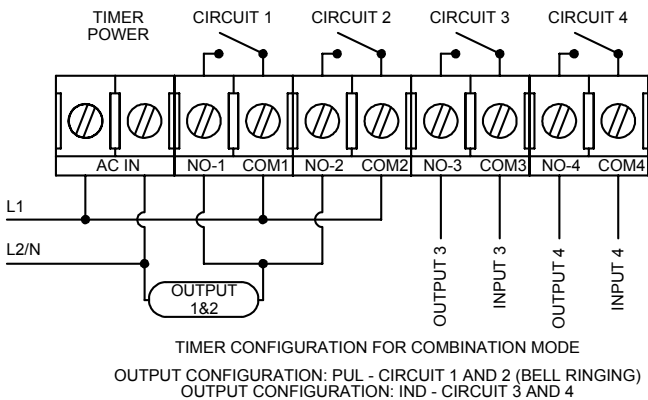 TIMER
POWER
CIRCUIT 1
CIRCUIT 2
CIRCUIT 3
CIRCUIT 4
AC IN
NO-1
COM1
NO-2
COM2
NO-3
COM3
NO-4
COM4
L1
L2/N
OUTPUT
1&2
OUTPUT 3
INPUT 3
OUTPUT 4
INPUT 4
TIMER CONFIGURATION FOR COMBINATION MODE
OUTPUT CONFIGURATION: PUL - CIRCUIT 1 AND 2 (BELL RINGING)
OUTPUT CONFIGURATION: IND - CIRCUIT 3 AND 4